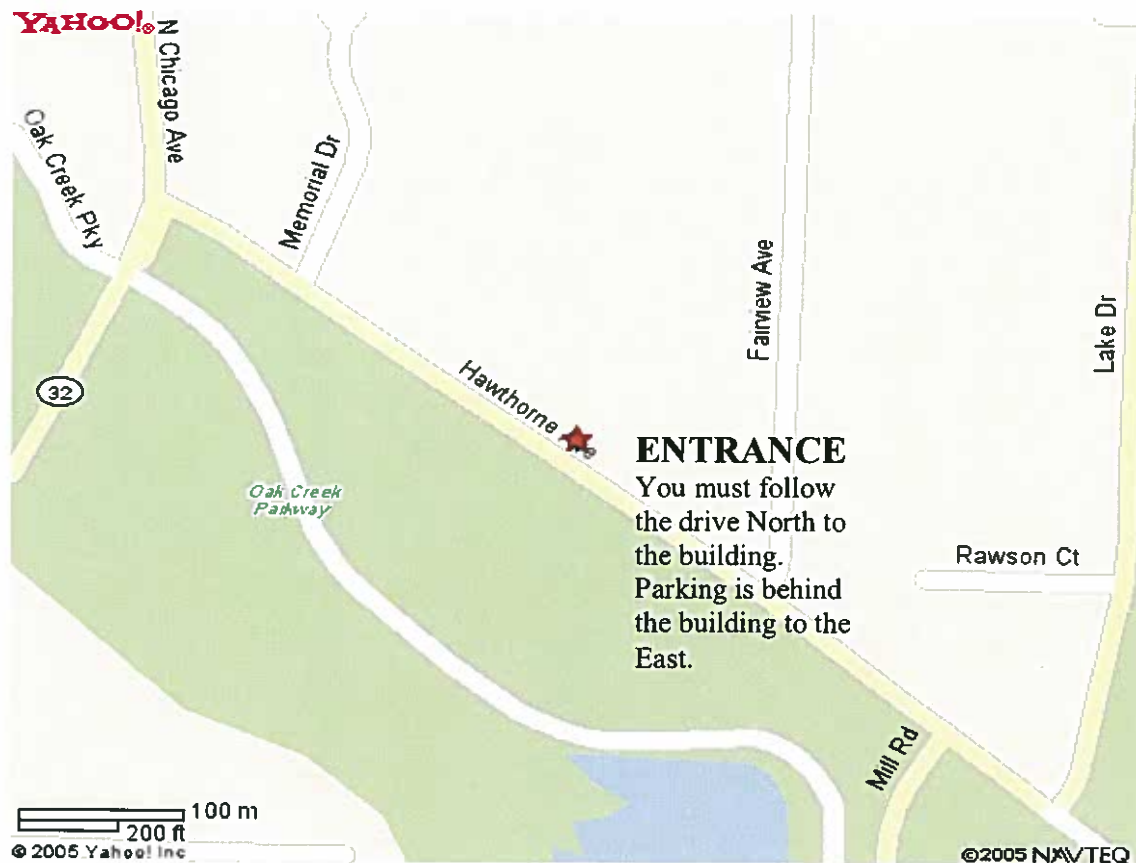 YAHOO!®
N Chicago Ave
Oak Creek Pky
Memorial Dr
Fairview Ave
Lake Dr
32
Hawthorne
Oak Creek
Parkway
ENTRANCE
You must follow
the drive North to
the building.
Parking is behind
the building to the
East.
Rawson Ct
Mill Rd
100 m
200 ft
© 2005 Yahoo! Inc
©2005 NAVTEQ